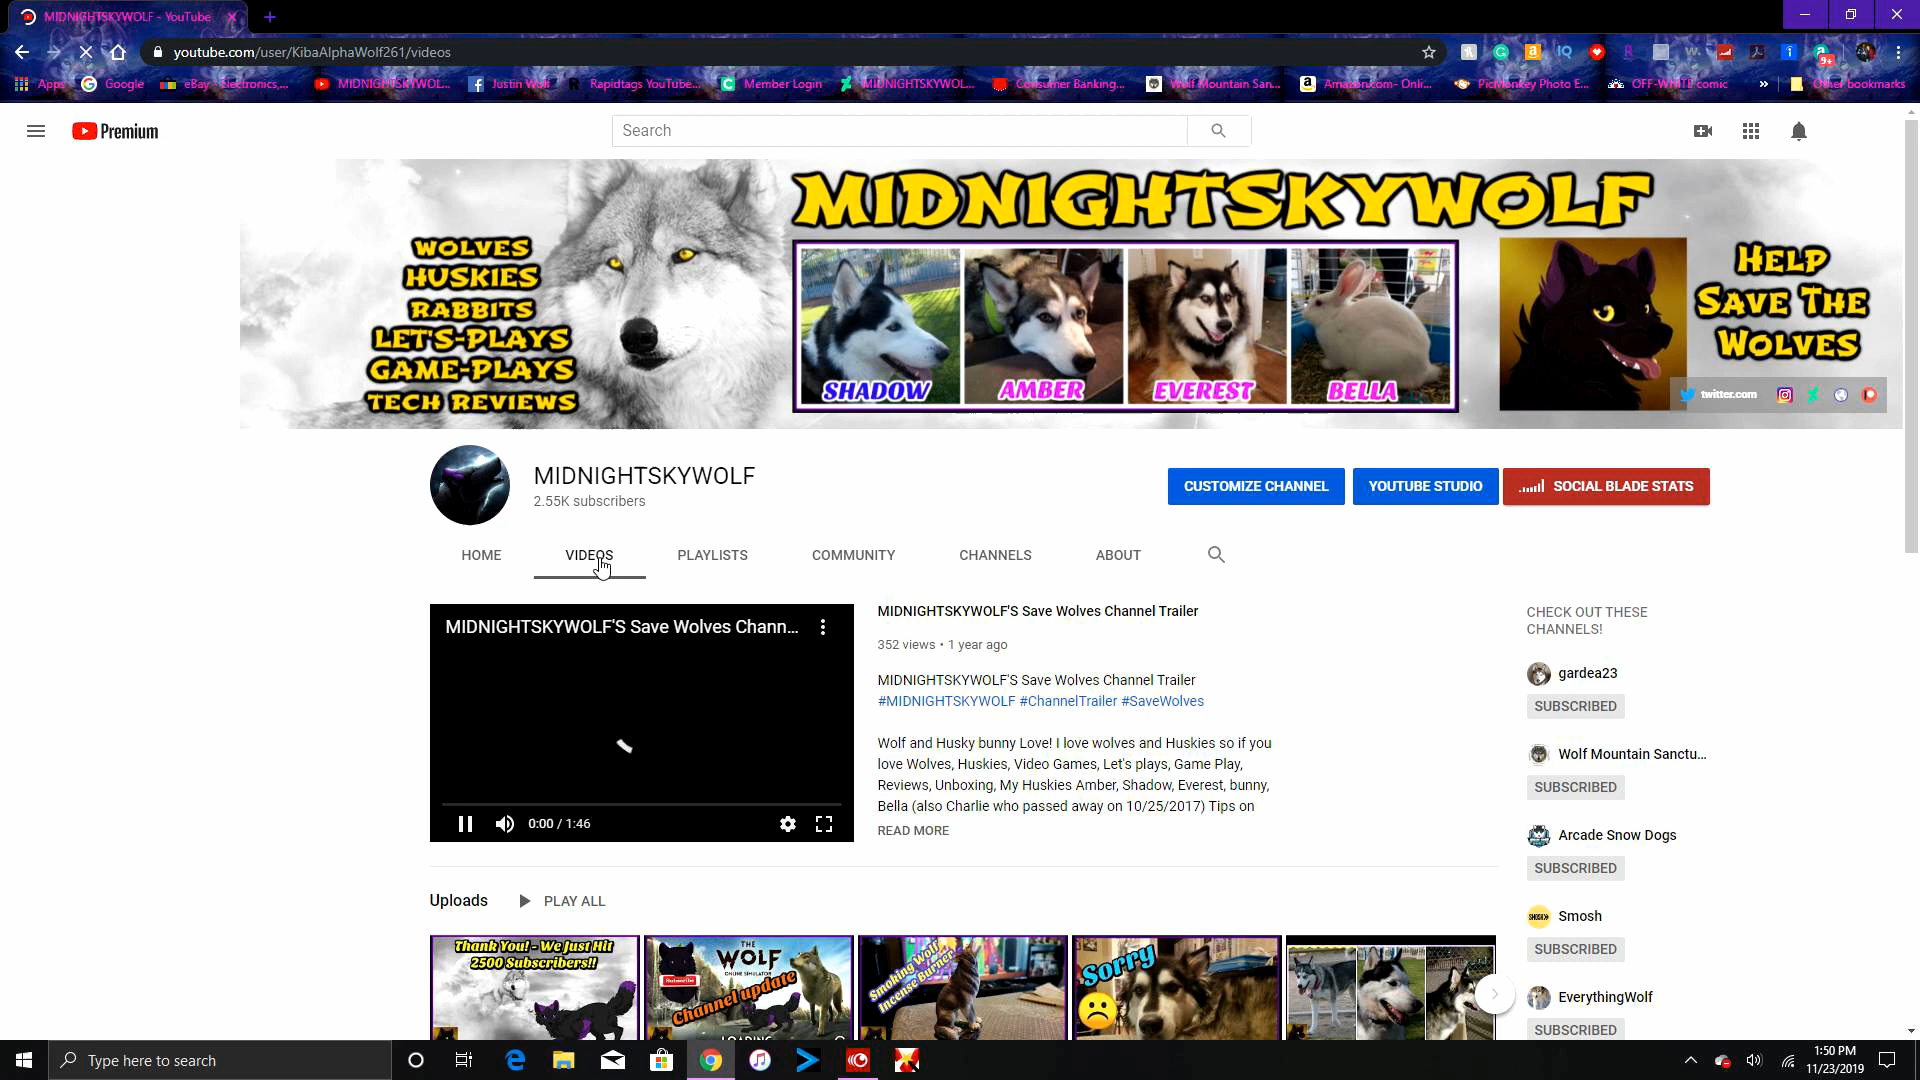 MIDNIGHTSKYWOLF - YouTube
youtube.com/user/KibaAlphaWolf261/videos
9+
Apps
Google
eBay - Electronics,...
MIDNIGHTSKYWOL...
Justin Wolf
Rapidtags YouTube...
Member Login
MIDNIGHTSKYWOL...
Consumer Banking...
Wolf Mountain San...
Amazon.com- Onli...
PicMonkey Photo E...
OFF-WHITE comic
»
Other bookmarks
Premium
Search
WOLVES
HUSKIES
RABBITS
LET'S-PLAYS
GAME-PLAYS
TECH REVIEWS
MIDNIGHTSKYWOLF
SHADOW
AMBER
EVEREST
BELLA
HELP
SAVE THE
WOLVES
twitter.com
MIDNIGHTSKYWOLF
2.55K subscribers
CUSTOMIZE CHANNEL
YOUTUBE STUDIO
SOCIAL BLADE STATS
HOME
VIDEOS
PLAYLISTS
COMMUNITY
CHANNELS
ABOUT
MIDNIGHTSKYWOLF'S Save Wolves Chann...
0:00 / 1:46
MIDNIGHTSKYWOLF'S Save Wolves Channel Trailer
352 views • 1 year ago
MIDNIGHTSKYWOLF'S Save Wolves Channel Trailer
#MIDNIGHTSKYWOLF #ChannelTrailer #SaveWolves
Wolf and Husky bunny Love! I love wolves and Huskies so if you
love Wolves, Huskies, Video Games, Let's plays, Game Play,
Reviews, Unboxing, My Huskies Amber, Shadow, Everest, bunny,
Bella (also Charlie who passed away on 10/25/2017) Tips on
READ MORE
CHECK OUT THESE
CHANNELS!
gardea23
SUBSCRIBED
Wolf Mountain Sanctu...
SUBSCRIBED
Arcade Snow Dogs
SUBSCRIBED
Smosh
SUBSCRIBED
EverythingWolf
SUBSCRIBED
Uploads
PLAY ALL
Thank You! - We Just Hit
2500 Subscribers!!
THE
WOLF
ONLINE SIMULATOR
Subscribe
Channel update
Smoking Wolf
Incense Burner
Sorry
Type here to search
1:50 PM
11/23/2019